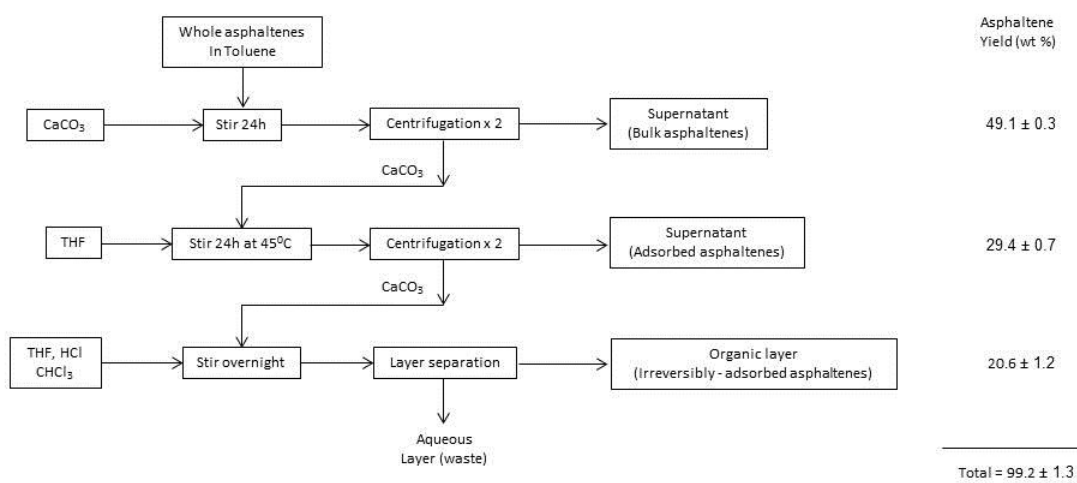 Whole asphaltenes
In Toluene
Asphaltene
Yield (wt %)
CaCO₃
Stir 24h
Centrifugation x 2
Supernatant
(Bulk asphaltenes)
49.1 ± 0.3
CaCO₃
THF
Stir 24h at 45⁰C
Centrifugation x 2
Supernatant
(Adsorbed asphaltenes)
29.4 ± 0.7
CaCO₃
THF, HCl
CHCl₃
Stir overnight
Layer separation
Organic layer
(Irreversibly - adsorbed asphaltenes)
20.6 ± 1.2
Aqueous
Layer (waste)
Total = 99.2 ± 1.3